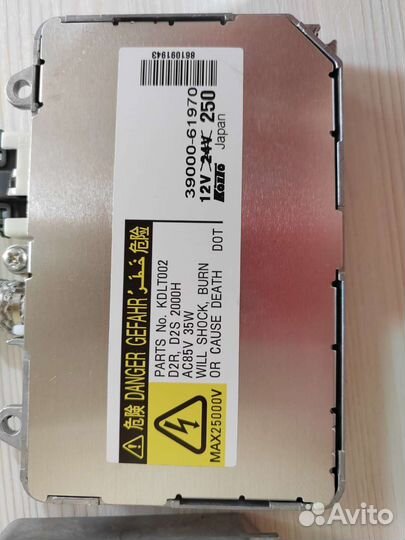 861091943
39000-61970
12V 24V 250
Koito Japan
⚠ 危険 DANGER GEFAHR خطر 危险
PARTS No. KDLT002
D2R, D2S 2000H
AC85V 35W
WILL SHOCK, BURN
OR CAUSE DEATH DOT
MAX25000V
Avito